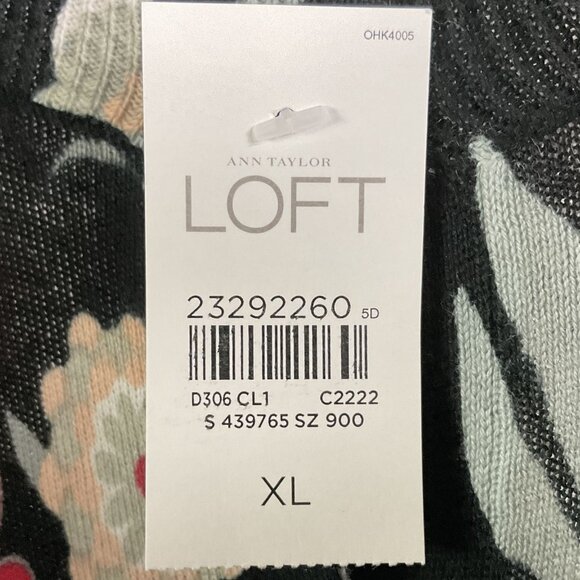 OHK4005
ANN TAYLOR
LOFT
23292260 5D
D306 CL1 C2222
S 439765 SZ 900
XL